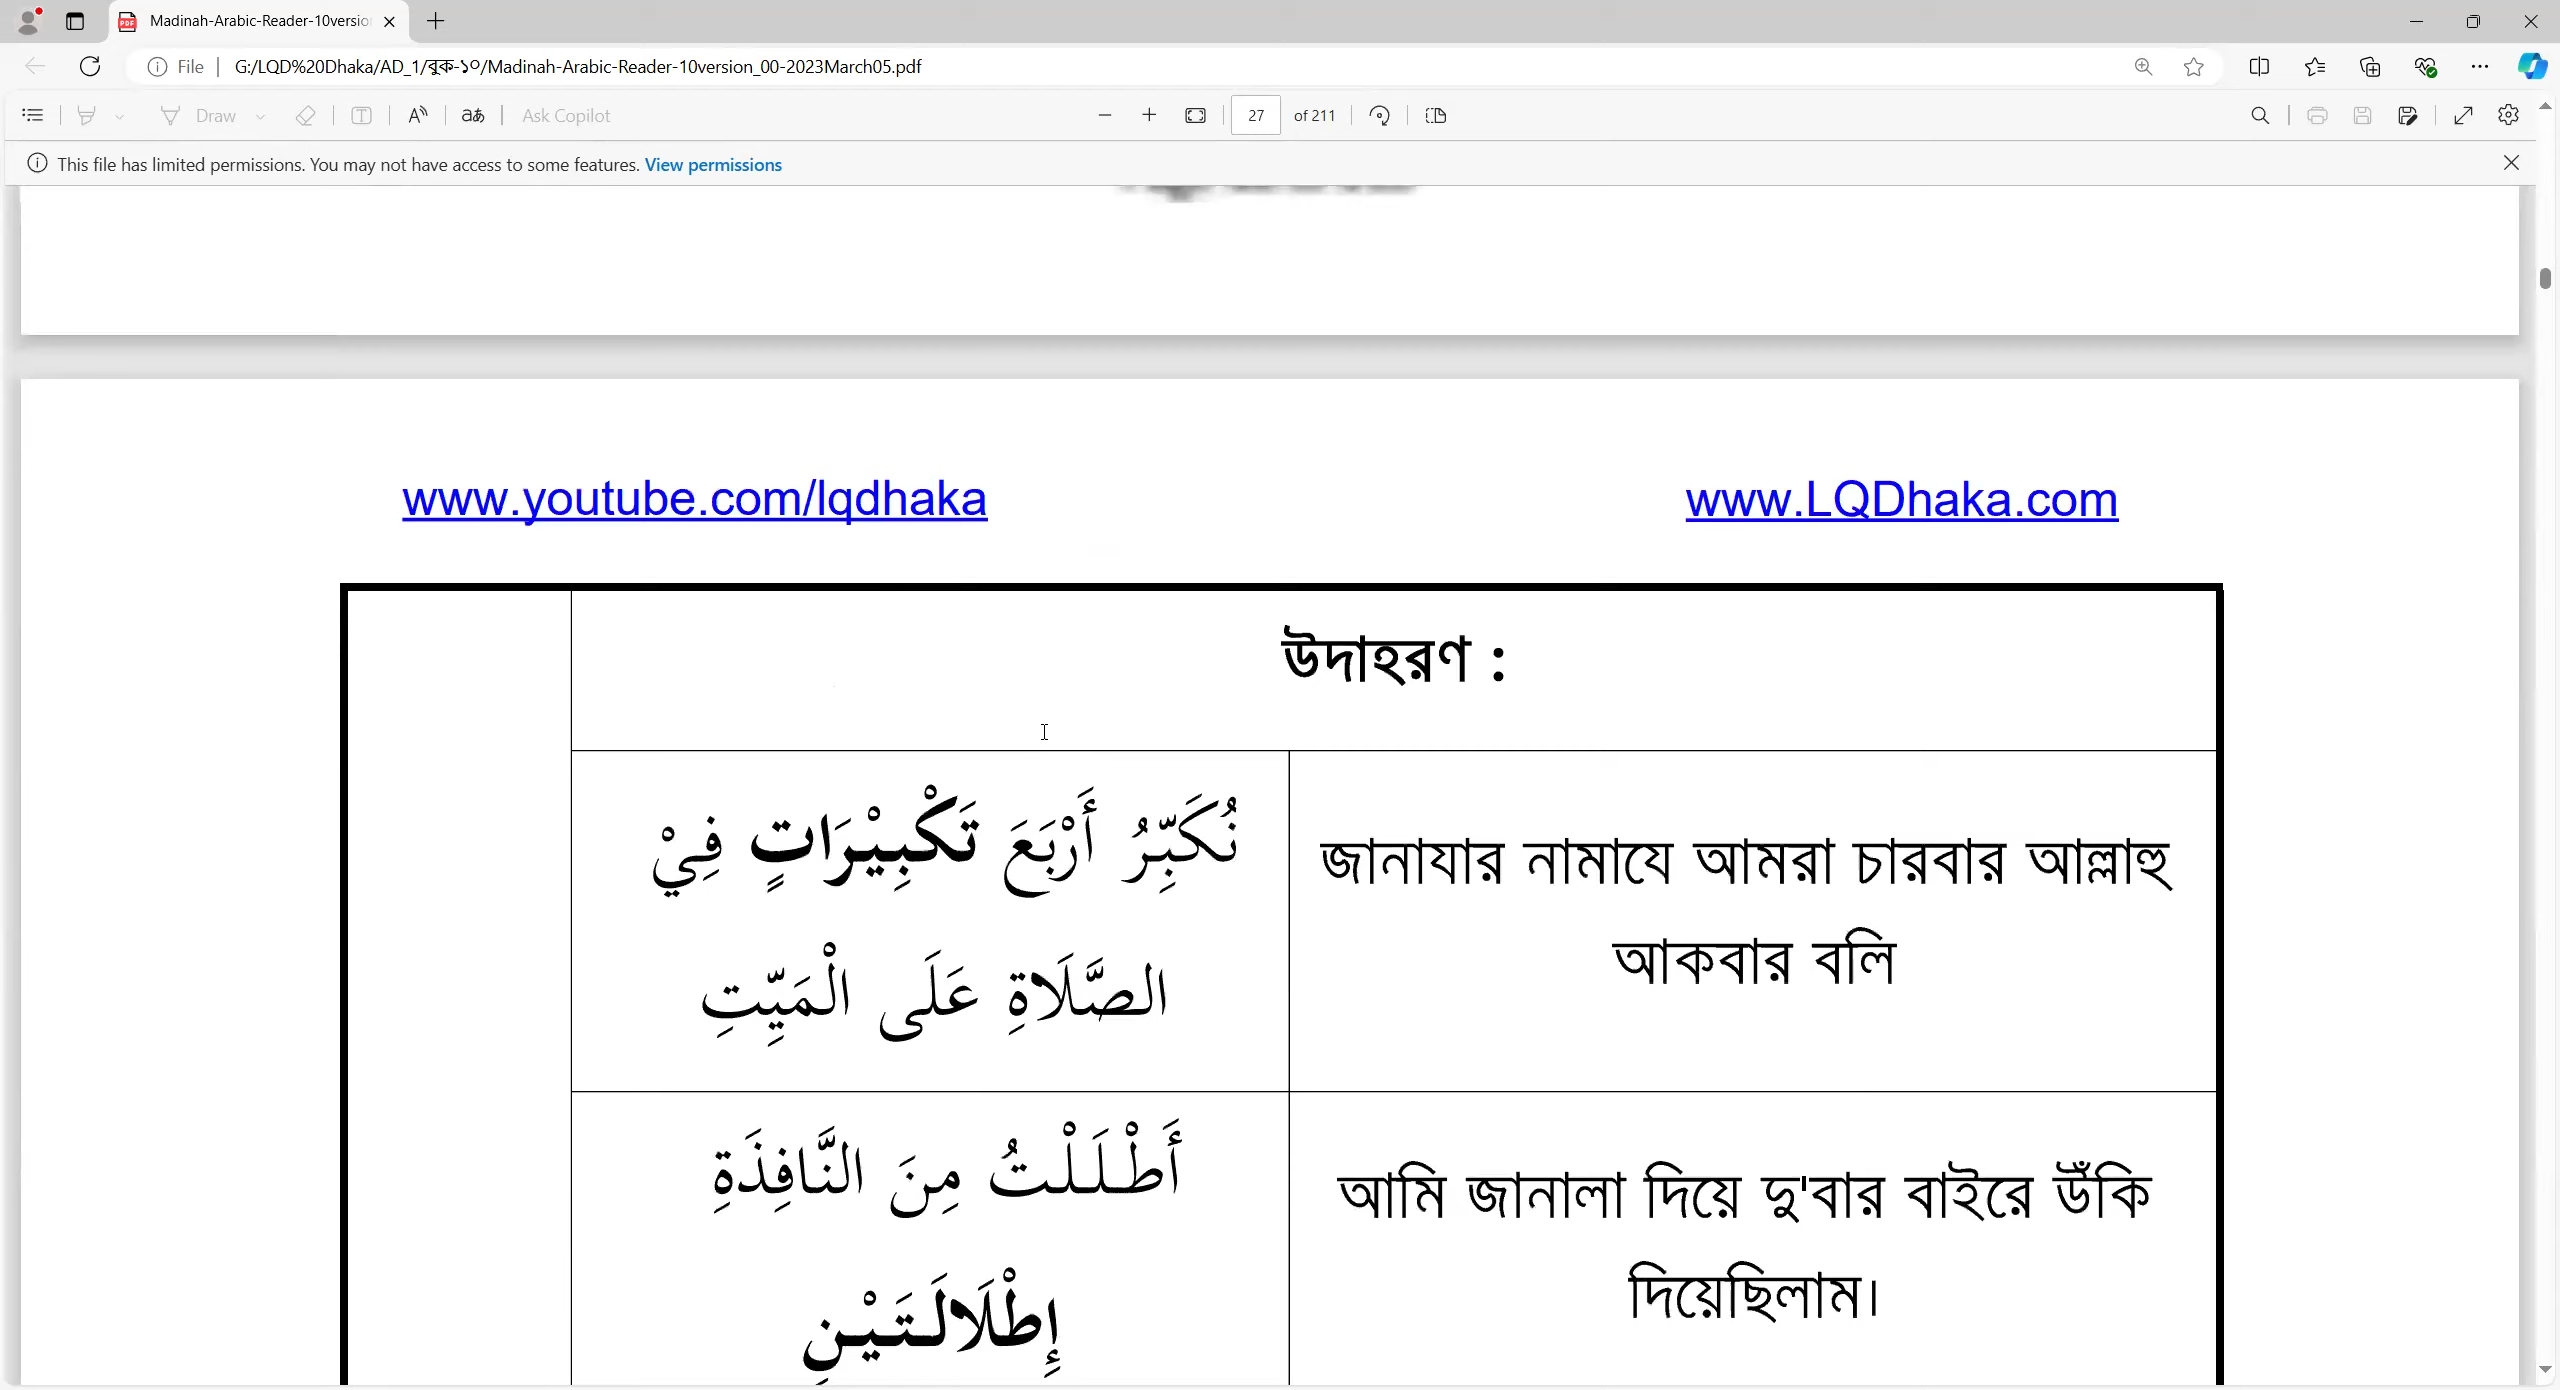 Madinah-Arabic-Reader-10versio
File
G:/LQD%20Dhaka/AD_1/বুক-১০/Madinah-Arabic-Reader-10version_00-2023March05.pdf
Draw
Ask Copilot
27 of 211
This file has limited permissions. You may not have access to some features. View permissions
www.youtube.com/lqdhaka
www.LQDhaka.com
উদাহরণ :
نُكَبِّرُ أَرْبَعَ تَكْبِيْرَاتٍ فِيْ
الصَّلَاةِ عَلَى الْمَيِّتِ
জানাযার নামাযে আমরা চারবার আল্লাহু
আকবার বলি
أَطْلَلْتُ مِنَ النَّافِذَةِ
إِطْلَالَتَيْنِ
আমি জানালা দিয়ে দু'বার বাইরে উঁকি
দিয়েছিলাম।